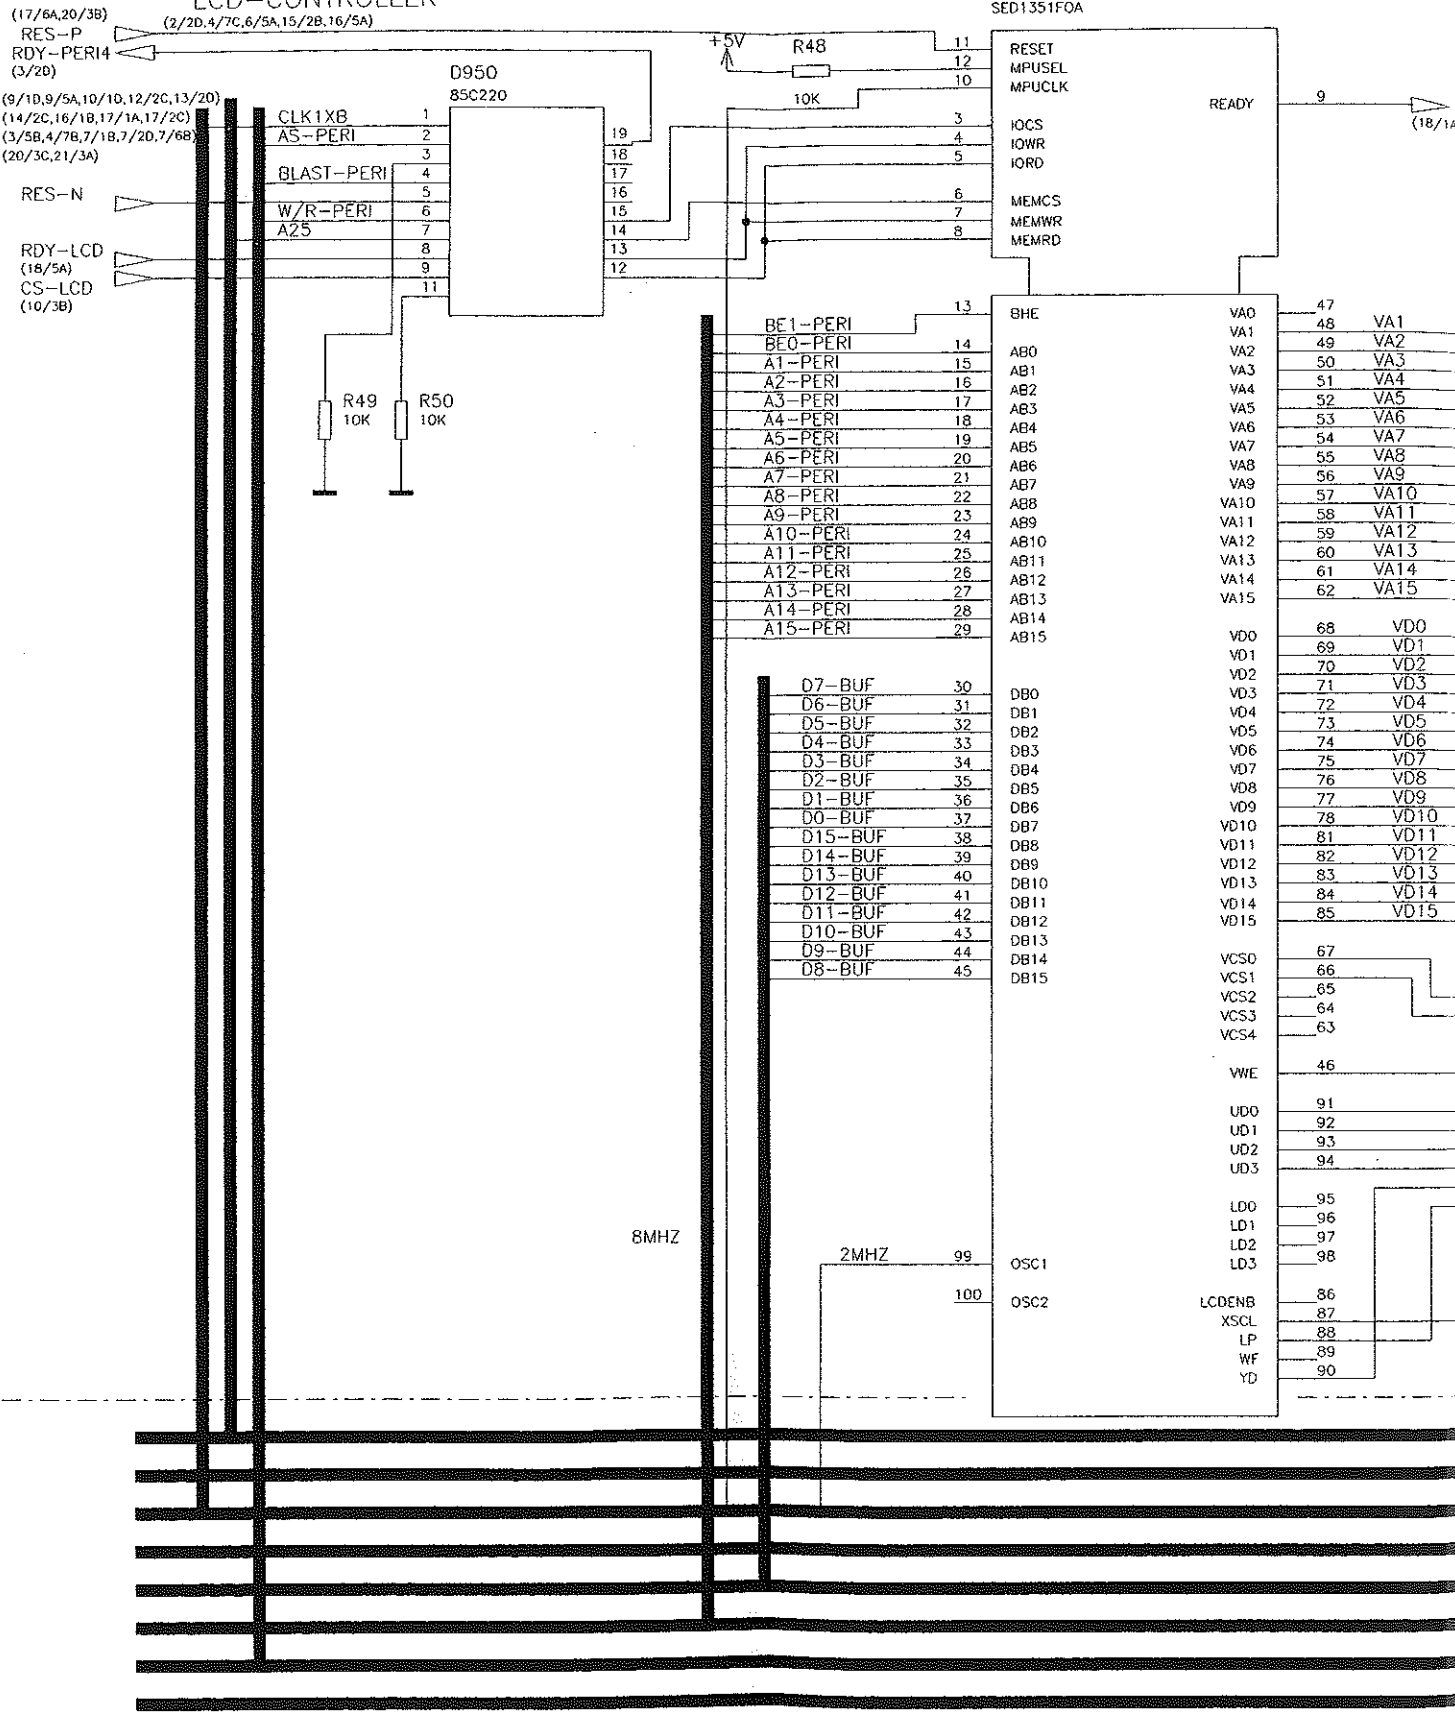 LCD-CONTROLLER
(17/6A,20/3B)
(2/2D,4/7C,6/5A,15/2B,16/5A)
RES-P
RDY-PERI4
(3/2D)
(9/1D,9/5A,10/1D,12/2C,13/2D)
(14/2C,16/1B,17/1A,17/2C)
(3/5B,4/7B,7/1B,7/2D,7/6B)
(20/3C,21/3A)
RES-N
RDY-LCD
(18/5A)
CS-LCD
(10/3B)
D950
85C220
CLK1XB 1
AS-PERI 2
3
BLAST-PERI 4
5
W/R-PERI 6
A25 7
8
9
11
19
18
17
16
15
14
13
12
R49
10K
R50
10K
+5V
R48
10K
SED1351F0A
11 RESET
12 MPUSEL
10 MPUCLK
3 IOCS
4 IOWR
5 IORD
6 MEMCS
7 MEMWR
8 MEMRD
READY 9
BE1-PERI 13 BHE
BE0-PERI 14 AB0
A1-PERI 15 AB1
A2-PERI 16 AB2
A3-PERI 17 AB3
A4-PERI 18 AB4
A5-PERI 19 AB5
A6-PERI 20 AB6
A7-PERI 21 AB7
A8-PERI 22 AB8
A9-PERI 23 AB9
A10-PERI 24 AB10
A11-PERI 25 AB11
A12-PERI 26 AB12
A13-PERI 27 AB13
A14-PERI 28 AB14
A15-PERI 29 AB15
D7-BUF 30 DB0
D6-BUF 31 DB1
D5-BUF 32 DB2
D4-BUF 33 DB3
D3-BUF 34 DB4
D2-BUF 35 DB5
D1-BUF 36 DB6
D0-BUF 37 DB7
D15-BUF 38 DB8
D14-BUF 39 DB9
D13-BUF 40 DB10
D12-BUF 41 DB11
D11-BUF 42 DB12
D10-BUF 43 DB13
D9-BUF 44 DB14
D8-BUF 45 DB15
8MHZ
2MHZ 99 OSC1
100 OSC2
VA0 47
VA1 48 VA1
VA2 49 VA2
VA3 50 VA3
VA4 51 VA4
VA5 52 VA5
VA6 53 VA6
VA7 54 VA7
VA8 55 VA8
VA9 56 VA9
VA10 57 VA10
VA11 58 VA11
VA12 59 VA12
VA13 60 VA13
VA14 61 VA14
VA15 62 VA15
VD0 68 VD0
VD1 69 VD1
VD2 70 VD2
VD3 71 VD3
VD4 72 VD4
VD5 73 VD5
VD6 74 VD6
VD7 75 VD7
VD8 76 VD8
VD9 77 VD9
VD10 78 VD10
VD11 81 VD11
VD12 82 VD12
VD13 83 VD13
VD14 84 VD14
VD15 85 VD15
VCS0 67
VCS1 66
VCS2 65
VCS3 64
VCS4 63
VWE 46
UD0 91
UD1 92
UD2 93
UD3 94
LD0 95
LD1 96
LD2 97
LD3 98
LCDENB 86
XSCL 87
LP 88
WF 89
YD 90